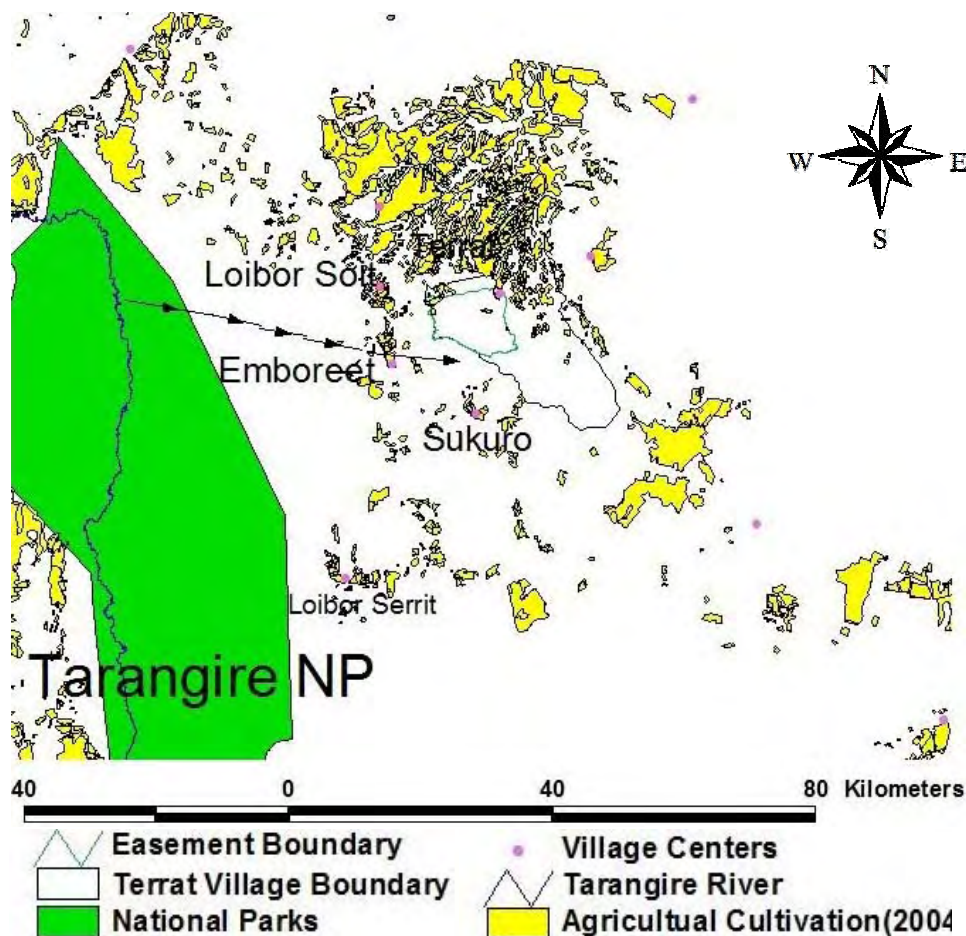 N
W E
S
Terrat
Loibor Soit
Emboreet
Sukuro
Loibor Serrit
Tarangire NP
40 0 40 80 Kilometers
Easement Boundary
Village Centers
Terrat Village Boundary
Tarangire River
National Parks
Agricultual Cultivation(2004